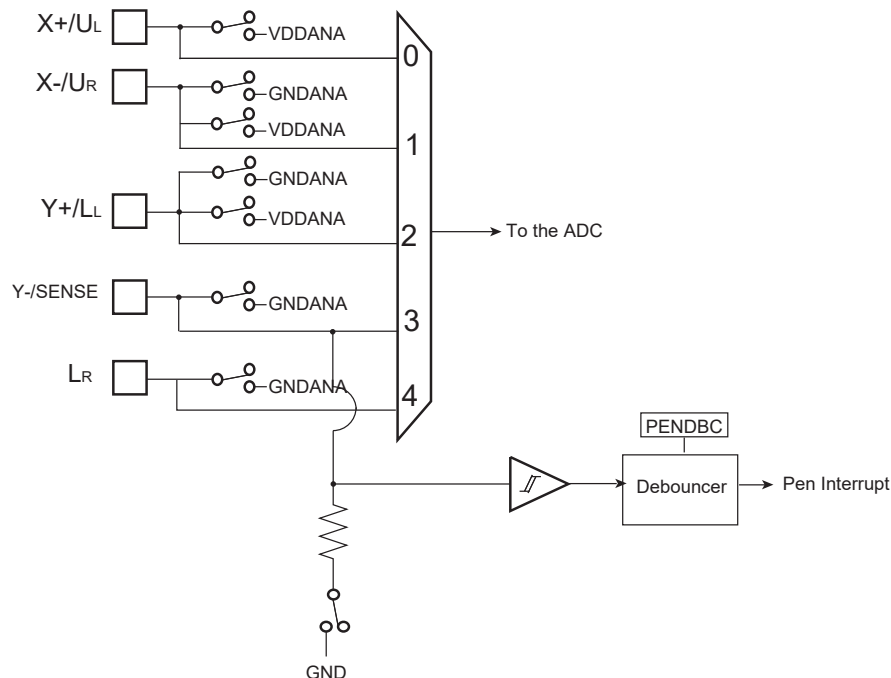 X+/UL
VDDANA
0
X-/UR
GNDANA
VDDANA
1
GNDANA
Y+/LL
VDDANA
2
To the ADC
Y-/SENSE
GNDANA
3
LR
GNDANA
4
PENDBC
Debouncer
Pen Interrupt
GND